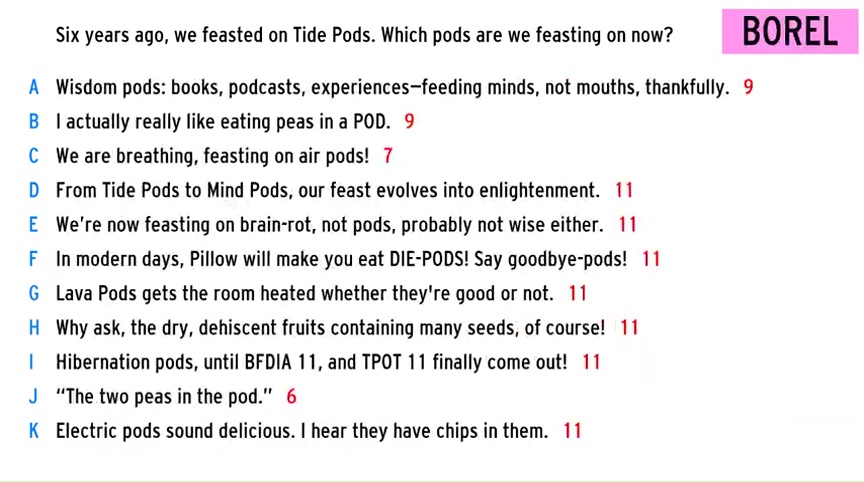 Six years ago, we feasted on Tide Pods. Which pods are we feasting on now?
BOREL
A Wisdom pods: books, podcasts, experiences—feeding minds, not mouths, thankfully. 9
B I actually really like eating peas in a POD. 9
C We are breathing, feasting on air pods! 7
D From Tide Pods to Mind Pods, our feast evolves into enlightenment. 11
E We're now feasting on brain-rot, not pods, probably not wise either. 11
F In modern days, Pillow will make you eat DIE-PODS! Say goodbye-pods! 11
G Lava Pods gets the room heated whether they're good or not. 11
H Why ask, the dry, dehiscent fruits containing many seeds, of course! 11
I Hibernation pods, until BFDIA 11, and TPOT 11 finally come out! 11
J “The two peas in the pod.” 6
K Electric pods sound delicious. I hear they have chips in them. 11